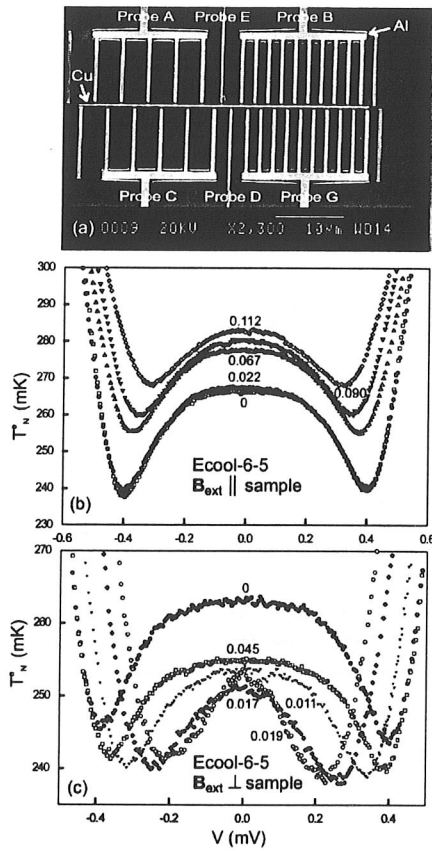 Probe A Probe E Probe B
Al
Cu
Probe C Probe D Probe G
(a) 0009 20KV X2,300 10μm WD14
300
290
280
270
260
250
240
230
T*N (mK)
0.112
0.090
0.067
0.022
0
Ecool-6-5
(b) Bext || sample
-0.6 -0.4 -0.2 0.0 0.2 0.4 0.6
270
260
250
240
T*N (mK)
0
0.045
0.017 0.011
0.019
Ecool-6-5
(c) Bext ⊥ sample
-0.4 -0.2 0.0 0.2 0.4
V (mV)